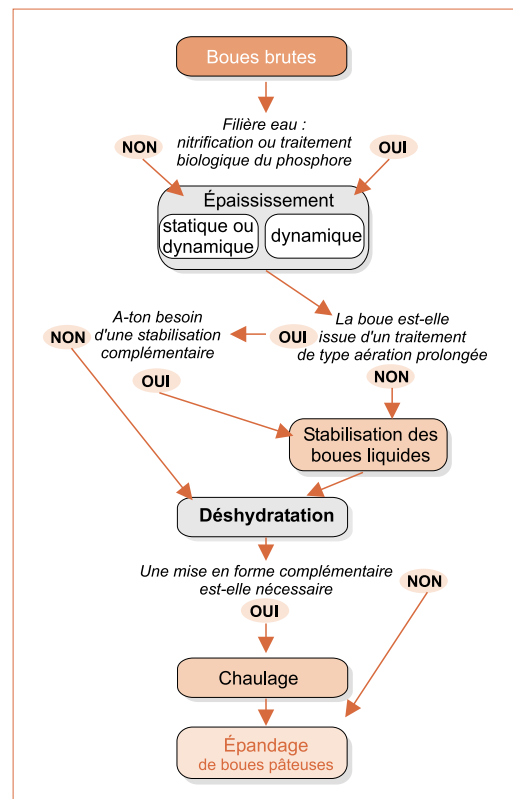 Boues brutes
Filière eau :
nitrification ou traitement
biologique du phosphore
NON
OUI
Épaississement
statique ou
dynamique
dynamique
La boue est-elle
issue d'un traitement
de type aération prolongée
OUI
NON
A-ton besoin
d'une stabilisation
complémentaire
NON
OUI
Stabilisation des
boues liquides
Déshydratation
Une mise en forme complémentaire
est-elle nécessaire
NON
OUI
Chaulage
Épandage
de boues pâteuses